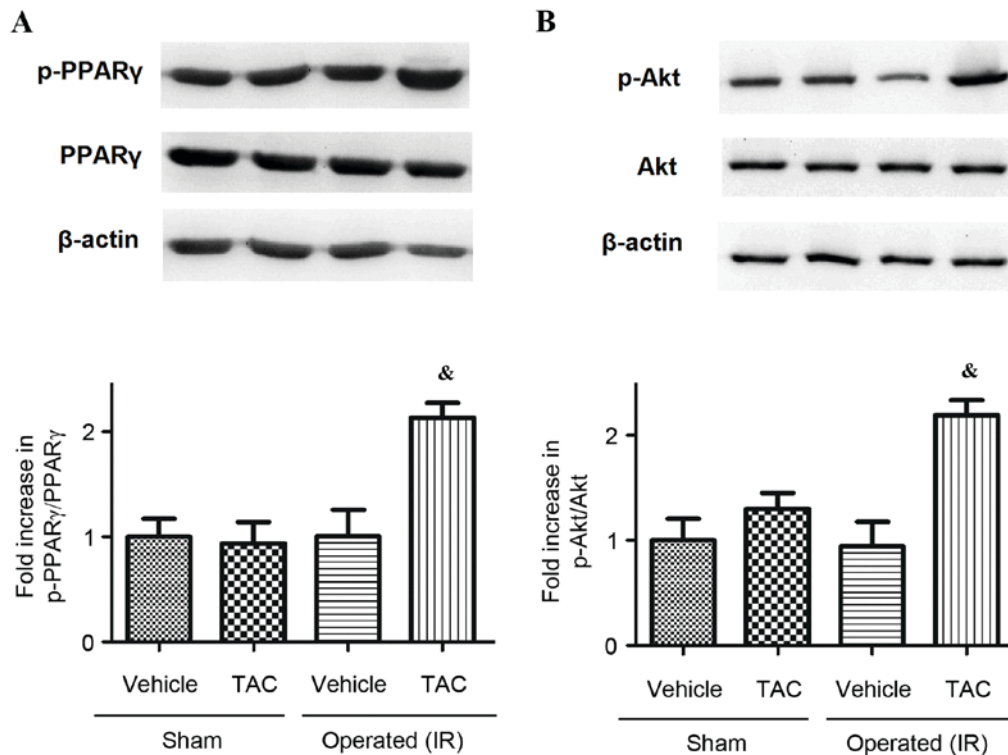 A
p-PPARγ
PPARγ
β-actin
&
2
1
0
Fold increase in
p-PPARγ/PPARγ
Vehicle TAC Vehicle TAC
Sham Operated (IR)
B
p-Akt
Akt
β-actin
&
2
1
0
Fold increase in
p-Akt/Akt
Vehicle TAC Vehicle TAC
Sham Operated (IR)